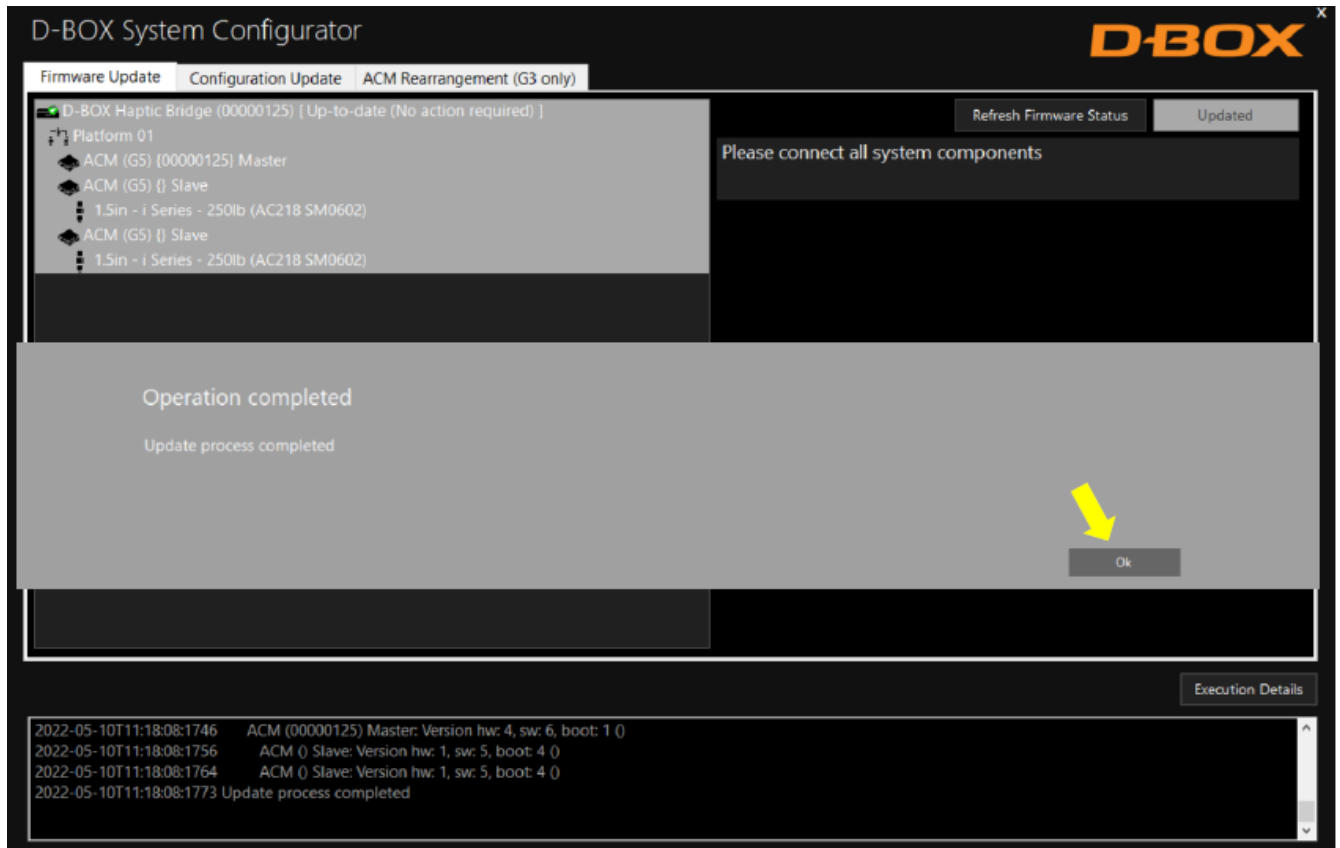 D-BOX System Configurator
x
D-BOX
Firmware Update Configuration Update ACM Rearrangement (G3 only)
D-BOX Haptic Bridge (00000125) [ Up-to-date (No action required) ]
Platform 01
ACM (G5) {00000125} Master
ACM (G5) {} Slave
1.5in - i Series - 250lb (AC218 SM0602)
ACM (G5) {} Slave
1.5in - i Series - 250lb (AC218 SM0602)
Refresh Firmware Status Updated
Please connect all system components
Operation completed
Update process completed
Ok
Execution Details
2022-05-10T11:18:08:1746 ACM (00000125) Master: Version hw: 4, sw: 6, boot: 1 ()
2022-05-10T11:18:08:1756 ACM () Slave: Version hw: 1, sw: 5, boot: 4 ()
2022-05-10T11:18:08:1764 ACM () Slave: Version hw: 1, sw: 5, boot: 4 ()
2022-05-10T11:18:08:1773 Update process completed